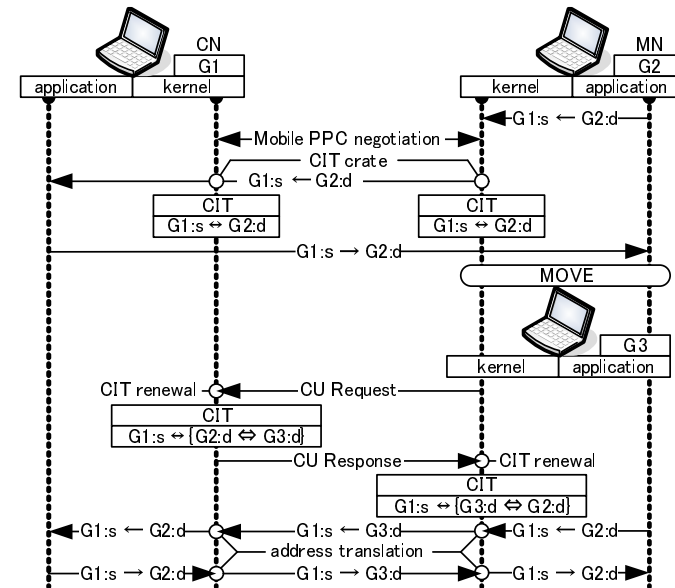 CN
G1
application
kernel
MN
G2
kernel
application
G1:s ← G2:d
Mobile PPC negotiation
CIT crate
G1:s ← G2:d
CIT
G1:s ↔ G2:d
CIT
G1:s ↔ G2:d
G1:s → G2:d
MOVE
G3
kernel
application
CIT renewal
CU Request
CIT
G1:s ↔ {G2:d ⇔ G3:d}
CU Response
CIT renewal
CIT
G1:s ↔ {G3:d ⇔ G2:d}
G1:s ← G2:d
G1:s ← G3:d
G1:s ← G2:d
address translation
G1:s → G2:d
G1:s → G3:d
G1:s → G2:d